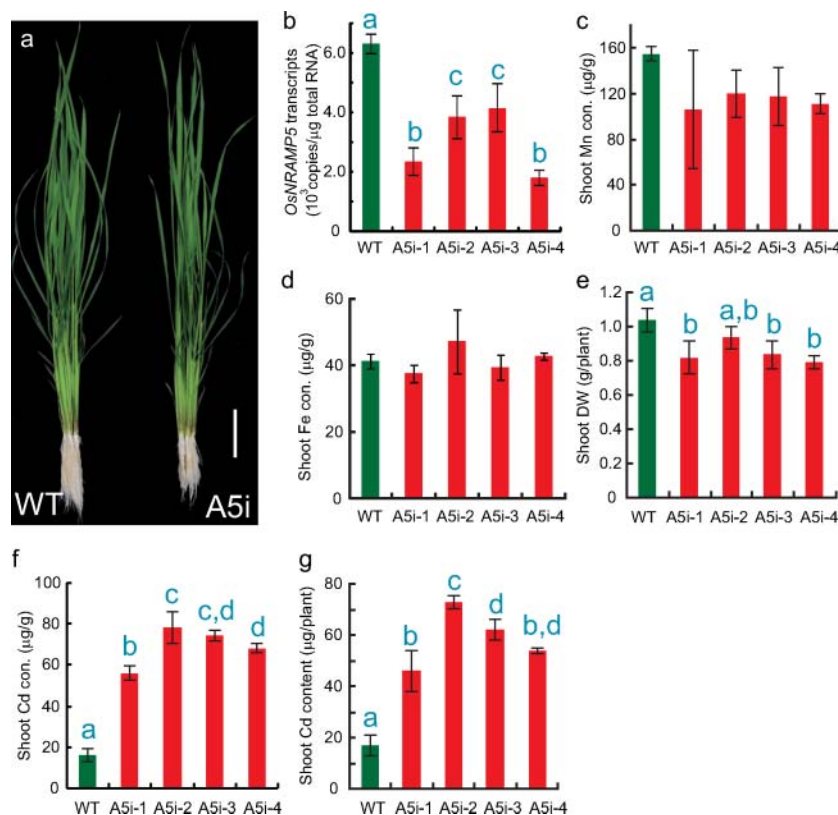 a
WT
A5i
b
OsNRAMP5 transcripts
(10³copies/µg total RNA)
6.0
4.0
2.0
0
a
b
c
c
b
WT A5i-1 A5i-2 A5i-3 A5i-4
c
Shoot Mn con. (µg/g)
160
120
80
40
0
WT A5i-1 A5i-2 A5i-3 A5i-4
d
Shoot Fe con. (µg/g)
60
40
20
0
WT A5i-1 A5i-2 A5i-3 A5i-4
e
Shoot DW (g/plant)
1.2
1.0
0.8
0.6
0.4
0.2
0
a
b
a,b
b
b
WT A5i-1 A5i-2 A5i-3 A5i-4
f
Shoot Cd con. (µg/g)
100
80
60
40
20
0
a
b
c
c,d
d
WT A5i-1 A5i-2 A5i-3 A5i-4
g
Shoot Cd content (µg/plant)
80
60
40
20
0
a
b
c
d
b,d
WT A5i-1 A5i-2 A5i-3 A5i-4